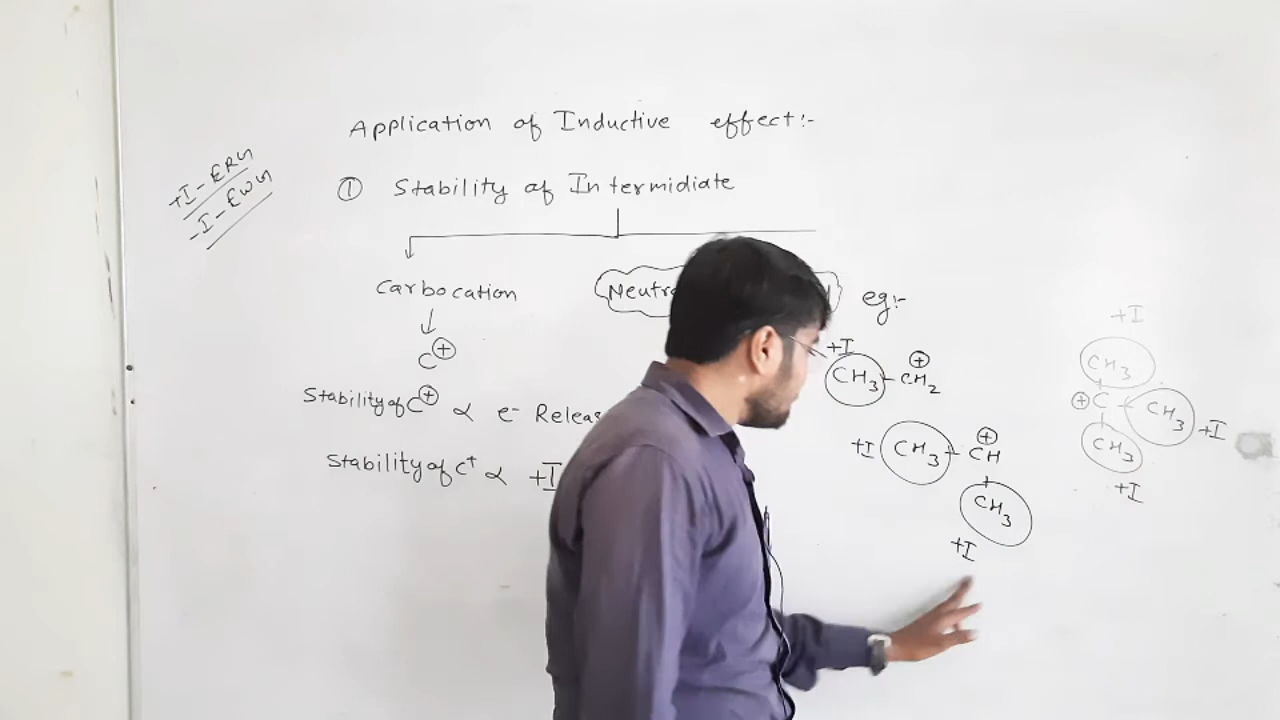 Application of Inductive effect:-
+I - ERG
-I - EWG
① Stability of Intermidiate
Carbocation
eg:-
C⊕
Stability of C⊕ ∝ e-
Stability of C+ ∝ +I
+I
CH3 - CH2
⊕
+I CH3 - CH
⊕
CH3
+I
+I
CH3
⊕ C - CH3 +I
CH3
+I